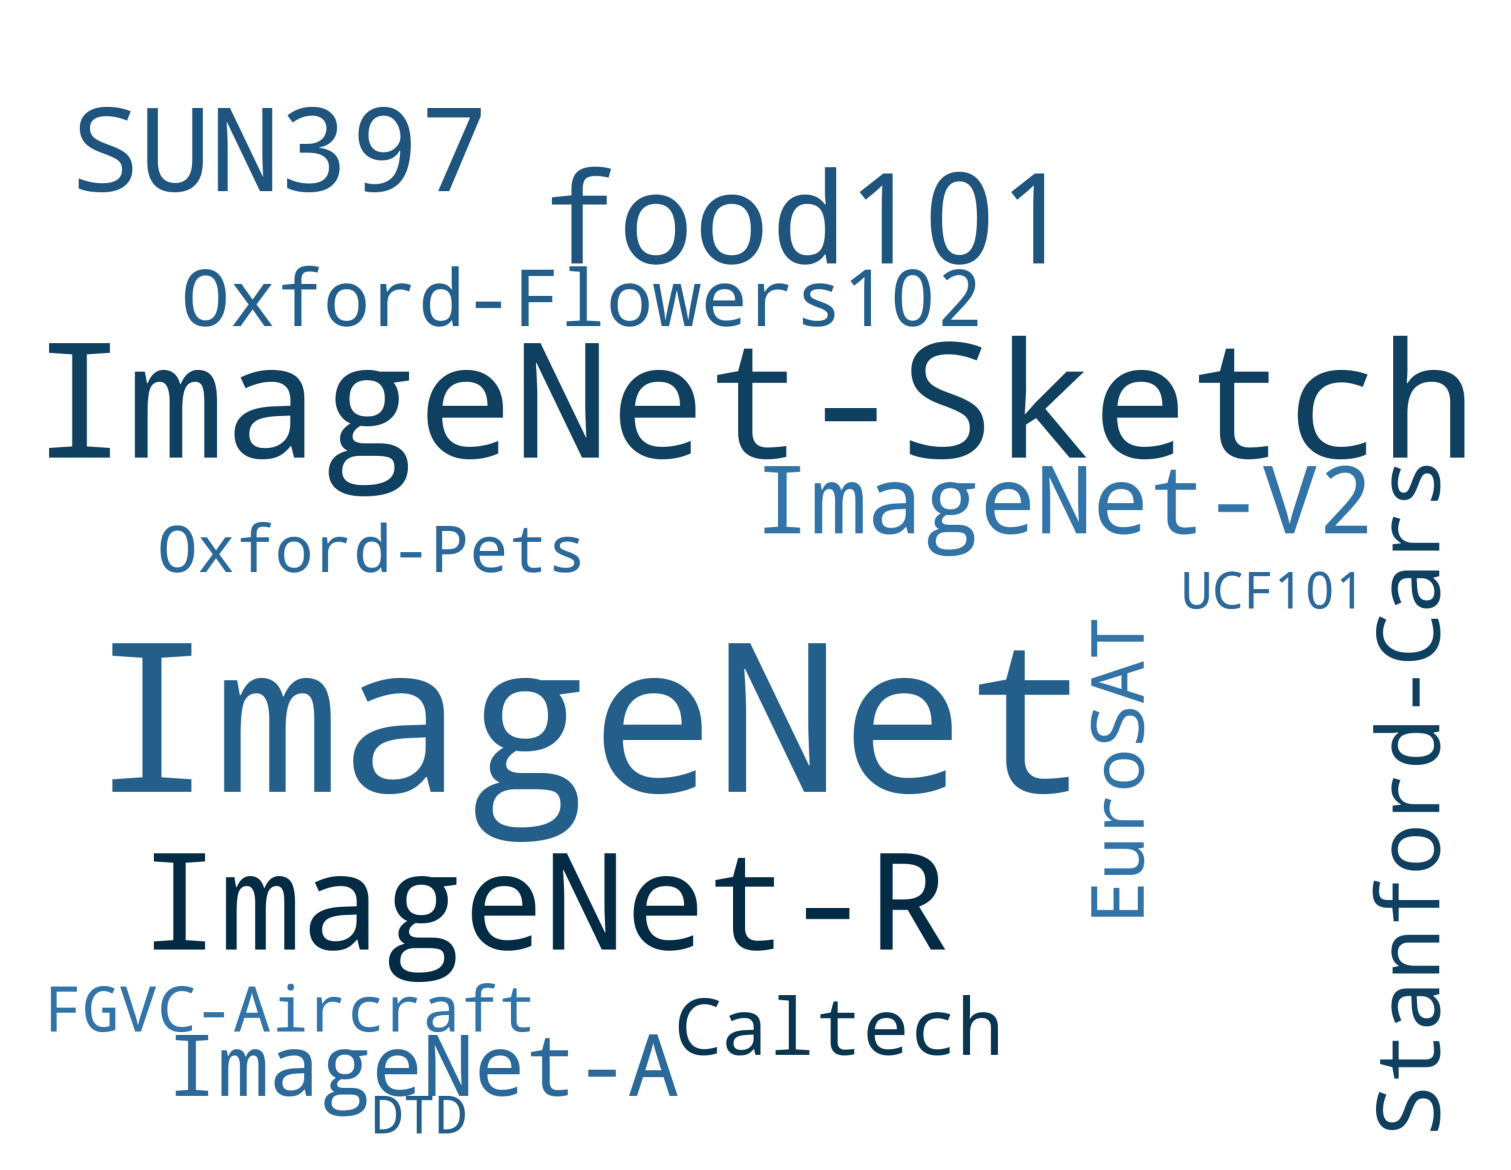 SUN397
food101
Oxford-Flowers102
ImageNet-Sketch
ImageNet-V2
Oxford-Pets
UCF101
ImageNet
EuroSAT
Stanford-Cars
ImageNet-R
FGVC-Aircraft
Caltech
ImageNet-A
DTD